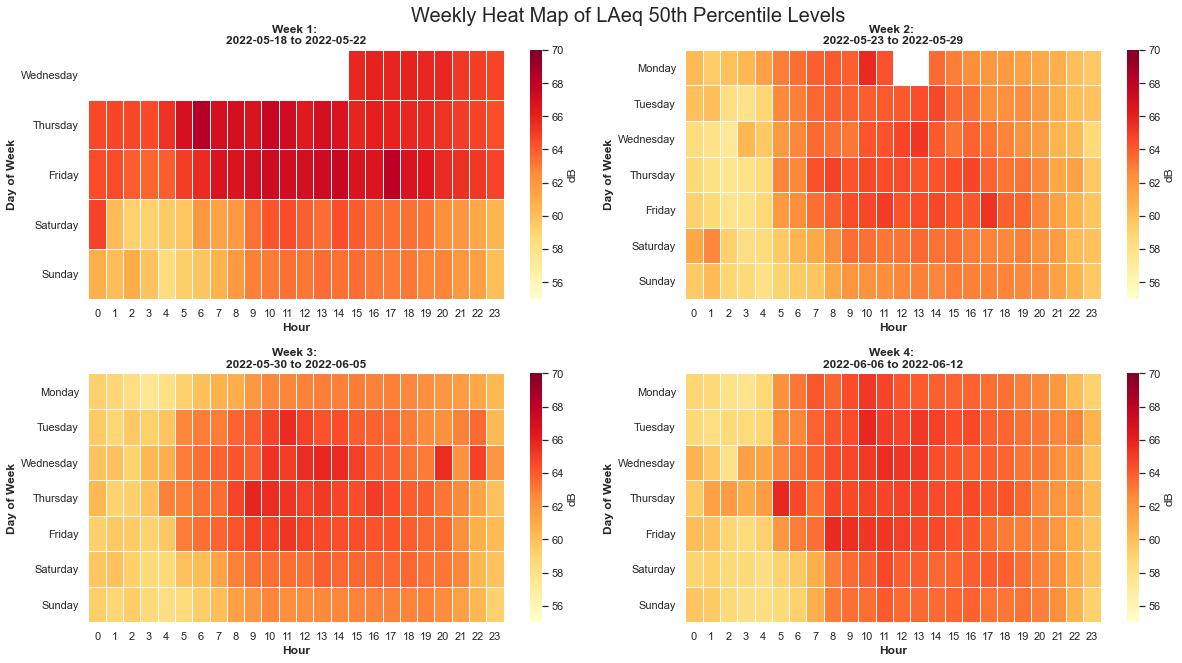 Weekly Heat Map of LAeq 50th Percentile Levels
Week 1:
2022-05-18 to 2022-05-22
Day of Week
Wednesday
Thursday
Friday
Saturday
Sunday
0 1 2 3 4 5 6 7 8 9 10 11 12 13 14 15 16 17 18 19 20 21 22 23
Hour
70
68
66
64
62
60
58
56
dB
Week 2:
2022-05-23 to 2022-05-29
Day of Week
Monday
Tuesday
Wednesday
Thursday
Friday
Saturday
Sunday
0 1 2 3 4 5 6 7 8 9 10 11 12 13 14 15 16 17 18 19 20 21 22 23
Hour
70
68
66
64
62
60
58
56
dB
Week 3:
2022-05-30 to 2022-06-05
Day of Week
Monday
Tuesday
Wednesday
Thursday
Friday
Saturday
Sunday
0 1 2 3 4 5 6 7 8 9 10 11 12 13 14 15 16 17 18 19 20 21 22 23
Hour
70
68
66
64
62
60
58
56
dB
Week 4:
2022-06-06 to 2022-06-12
Day of Week
Monday
Tuesday
Wednesday
Thursday
Friday
Saturday
Sunday
0 1 2 3 4 5 6 7 8 9 10 11 12 13 14 15 16 17 18 19 20 21 22 23
Hour
70
68
66
64
62
60
58
56
dB